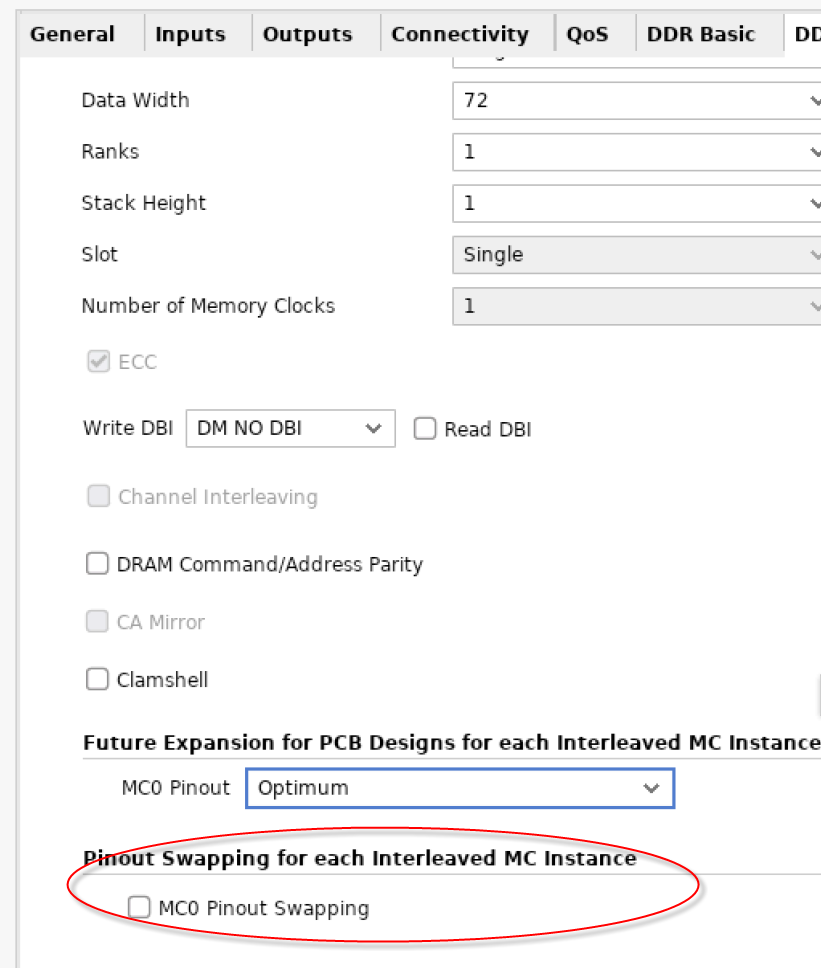 General Inputs Outputs Connectivity QoS DDR Basic
Data Width 72
Ranks 1
Stack Height 1
Slot Single
Number of Memory Clocks 1
ECC
Write DBI DM NO DBI Read DBI
Channel Interleaving
DRAM Command/Address Parity
CA Mirror
Clamshell
Future Expansion for PCB Designs for each Interleaved MC Instance
MC0 Pinout Optimum
Pinout Swapping for each Interleaved MC Instance
MC0 Pinout Swapping